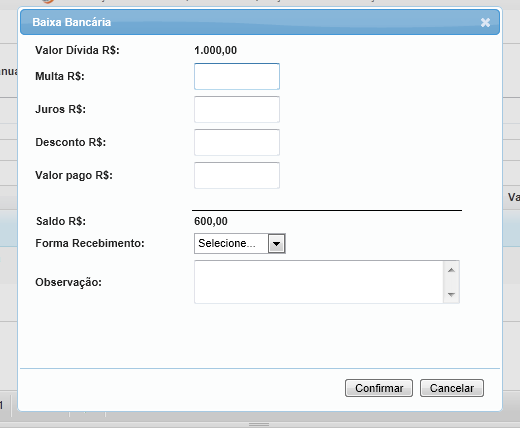 Baixa Bancária
Valor Dívida R$: 1.000,00
Multa R$:
Juros R$:
Desconto R$:
Valor pago R$:
Saldo R$: 600,00
Forma Recebimento: Selecione...
Observação:
Confirmar Cancelar